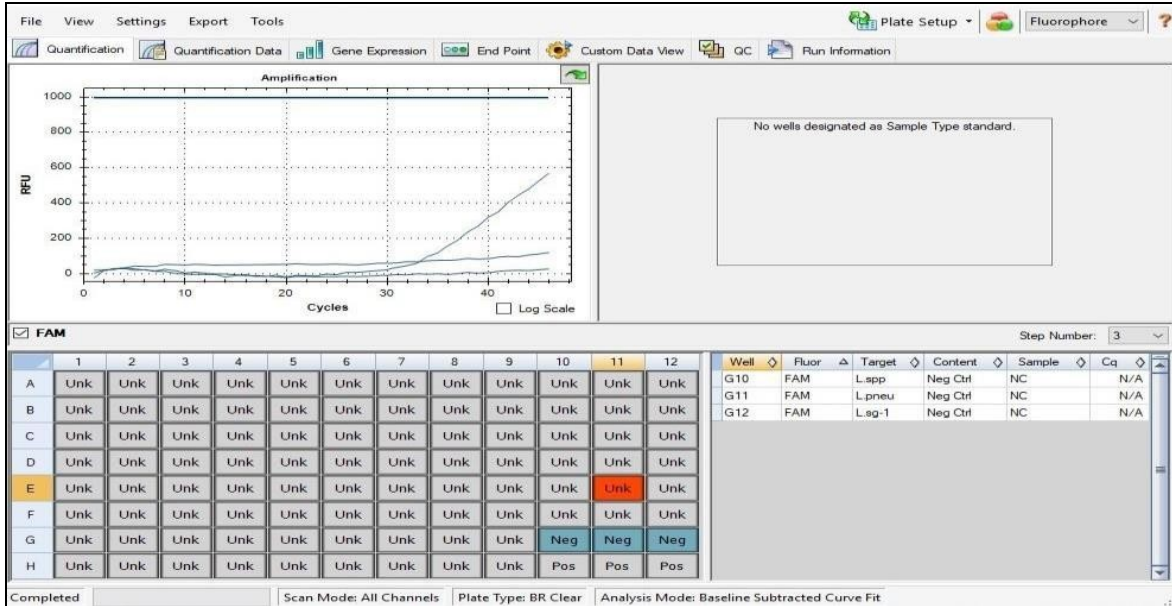 File View Settings Export Tools Plate Setup Fluorophore ?
Quantification Quantification Data Gene Expression End Point Custom Data View QC Run Information
Amplification
1000
800
600
400
200
0
RFU
0 10 20 30 40
Cycles
Log Scale
No wells designated as Sample Type standard.
FAM
Step Number: 3
1 2 3 4 5 6 7 8 9 10 11 12
A Unk Unk Unk Unk Unk Unk Unk Unk Unk Unk Unk Unk
B Unk Unk Unk Unk Unk Unk Unk Unk Unk Unk Unk Unk
C Unk Unk Unk Unk Unk Unk Unk Unk Unk Unk Unk Unk
D Unk Unk Unk Unk Unk Unk Unk Unk Unk Unk Unk Unk
E Unk Unk Unk Unk Unk Unk Unk Unk Unk Unk Unk Unk
F Unk Unk Unk Unk Unk Unk Unk Unk Unk Unk Unk Unk
G Unk Unk Unk Unk Unk Unk Unk Unk Unk Neg Neg Neg
H Unk Unk Unk Unk Unk Unk Unk Unk Unk Pos Pos Pos
Well Fluor Target Content Sample Cq
G10 FAM L.spp Neg Ctrl NC N/A
G11 FAM L.pneu Neg Ctrl NC N/A
G12 FAM L.sg-1 Neg Ctrl NC N/A
Completed Scan Mode: All Channels Plate Type: BR Clear Analysis Mode: Baseline Subtracted Curve Fit